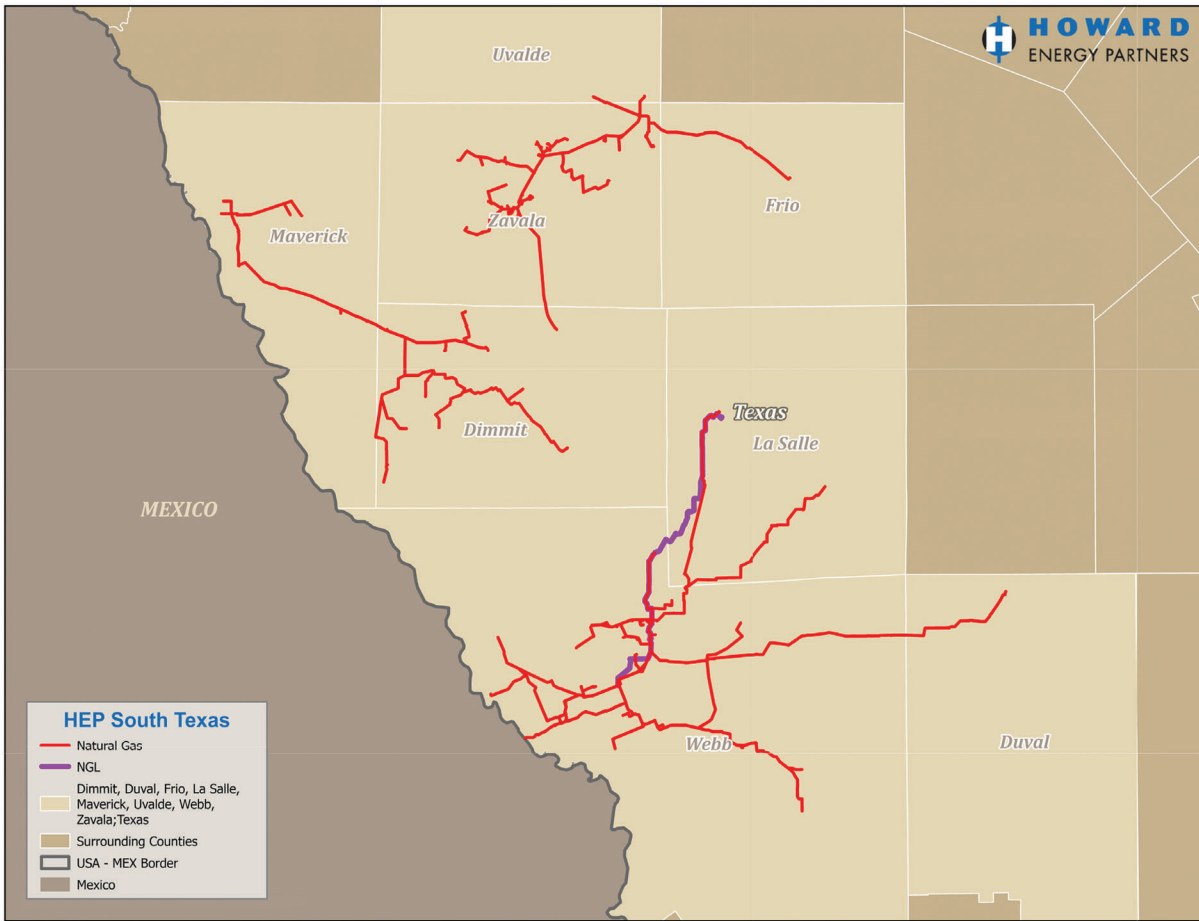 HOWARD
ENERGY PARTNERS
Uvalde
Frio
Zavala
Maverick
Texas
Dimmit
La Salle
MEXICO
Webb
Duval
HEP South Texas
Natural Gas
NGL
Dimmit, Duval, Frio, La Salle,
Maverick, Uvalde, Webb,
Zavala;Texas
Surrounding Counties
USA - MEX Border
Mexico